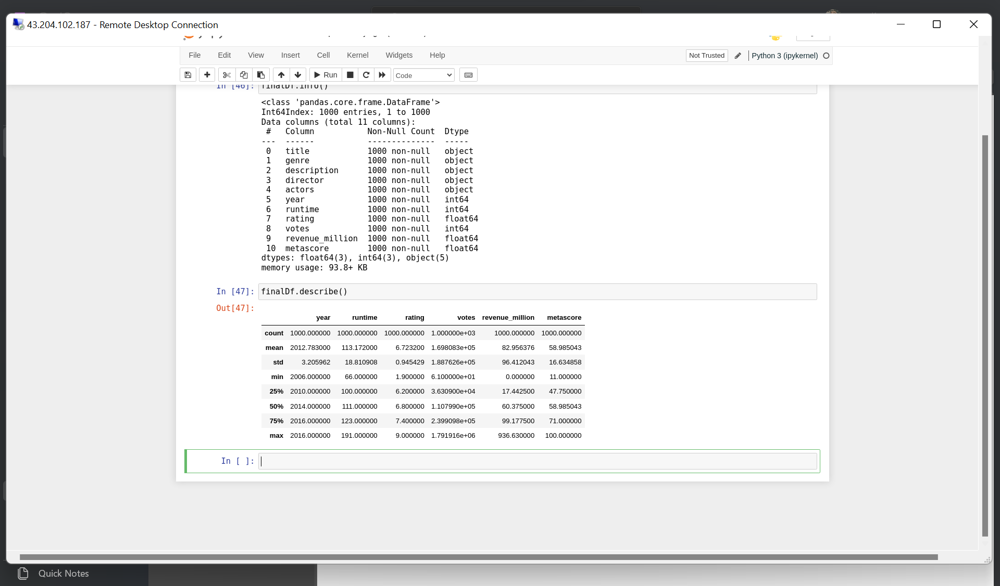 43.204.102.187 - Remote Desktop Connection
File Edit View Insert Cell Kernel Widgets Help
Not Trusted Python 3 (ipykernel)
Run Code
In [46]: finalDf.info()
<class 'pandas.core.frame.DataFrame'>
Int64Index: 1000 entries, 1 to 1000
Data columns (total 11 columns):
 #   Column           Non-Null Count  Dtype
---  ------           --------------  -----
 0   title            1000 non-null   object
 1   genre            1000 non-null   object
 2   description      1000 non-null   object
 3   director         1000 non-null   object
 4   actors           1000 non-null   object
 5   year             1000 non-null   int64
 6   runtime          1000 non-null   int64
 7   rating           1000 non-null   float64
 8   votes            1000 non-null   int64
 9   revenue_million  1000 non-null   float64
 10  metascore        1000 non-null   float64
dtypes: float64(3), int64(3), object(5)
memory usage: 93.8+ KB
In [47]: finalDf.describe()
Out[47]:
year runtime rating votes revenue_million metascore
count 1000.000000 1000.000000 1000.000000 1.000000e+03 1000.000000 1000.000000
mean 2012.783000 113.172000 6.723200 1.698083e+05 82.956376 58.985043
std 3.205962 18.810908 0.945429 1.887626e+05 96.412043 16.634858
min 2006.000000 66.000000 1.900000 6.100000e+01 0.000000 11.000000
25% 2010.000000 100.000000 6.200000 3.630900e+04 17.442500 47.750000
50% 2014.000000 111.000000 6.800000 1.107990e+05 60.375000 58.985043
75% 2016.000000 123.000000 7.400000 2.399098e+05 99.177500 71.000000
max 2016.000000 191.000000 9.000000 1.791916e+06 936.630000 100.000000
In [ ]:
Quick Notes